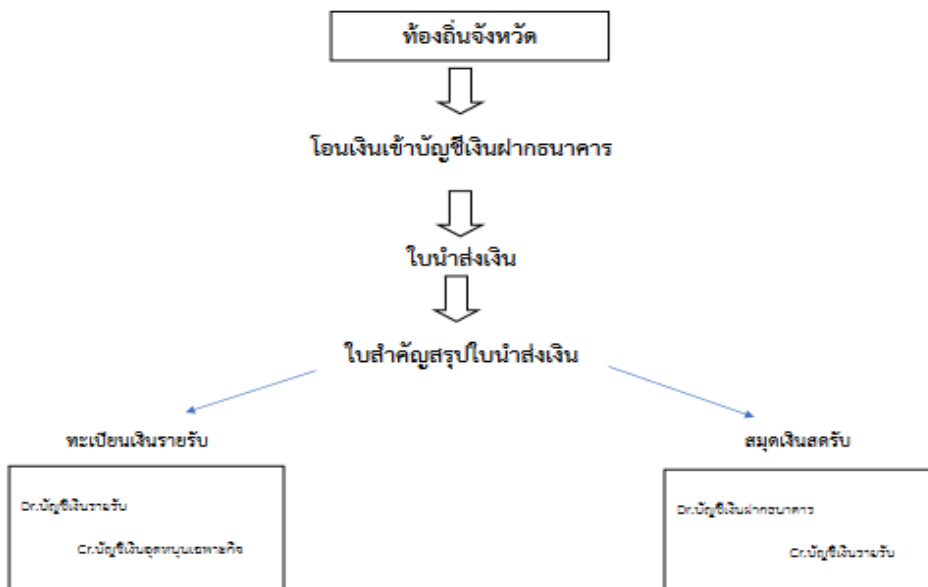 ท้องถิ่นจังหวัด
โอนเงินเข้าบัญชีเงินฝากธนาคาร
ใบนำส่งเงิน
ใบสำคัญสรุปใบนำส่งเงิน
ทะเบียนเงินรายรับ
สมุดเงินสดรับ
Dr.บัญชีเงินรายรับ
Cr.บัญชีเงินอุดหนุนเฉพาะกิจ
Dr.บัญชีเงินฝากธนาคาร
Cr.บัญชีเงินรายรับ